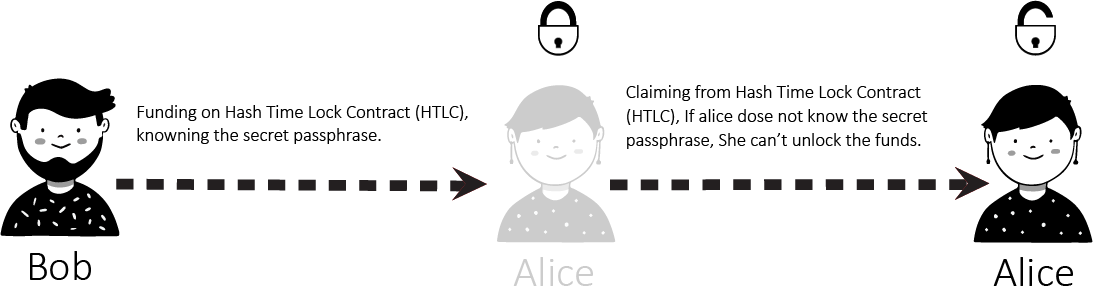 Funding on Hash Time Lock Contract (HTLC),
knowning the secret passphrase.
Claiming from Hash Time Lock Contract
(HTLC), If alice dose not know the secret
passphrase, She can’t unlock the funds.
Bob
Alice
Alice